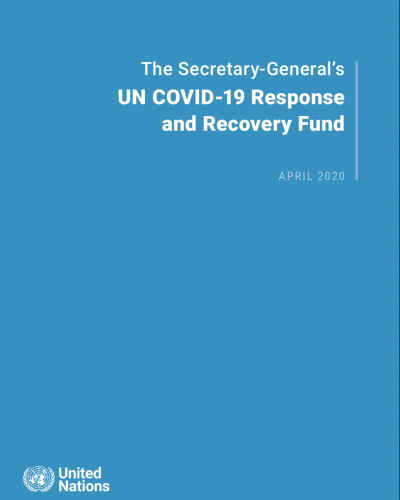 The Secretary-General’s
UN COVID-19 Response
and Recovery Fund
APRIL 2020
United
Nations